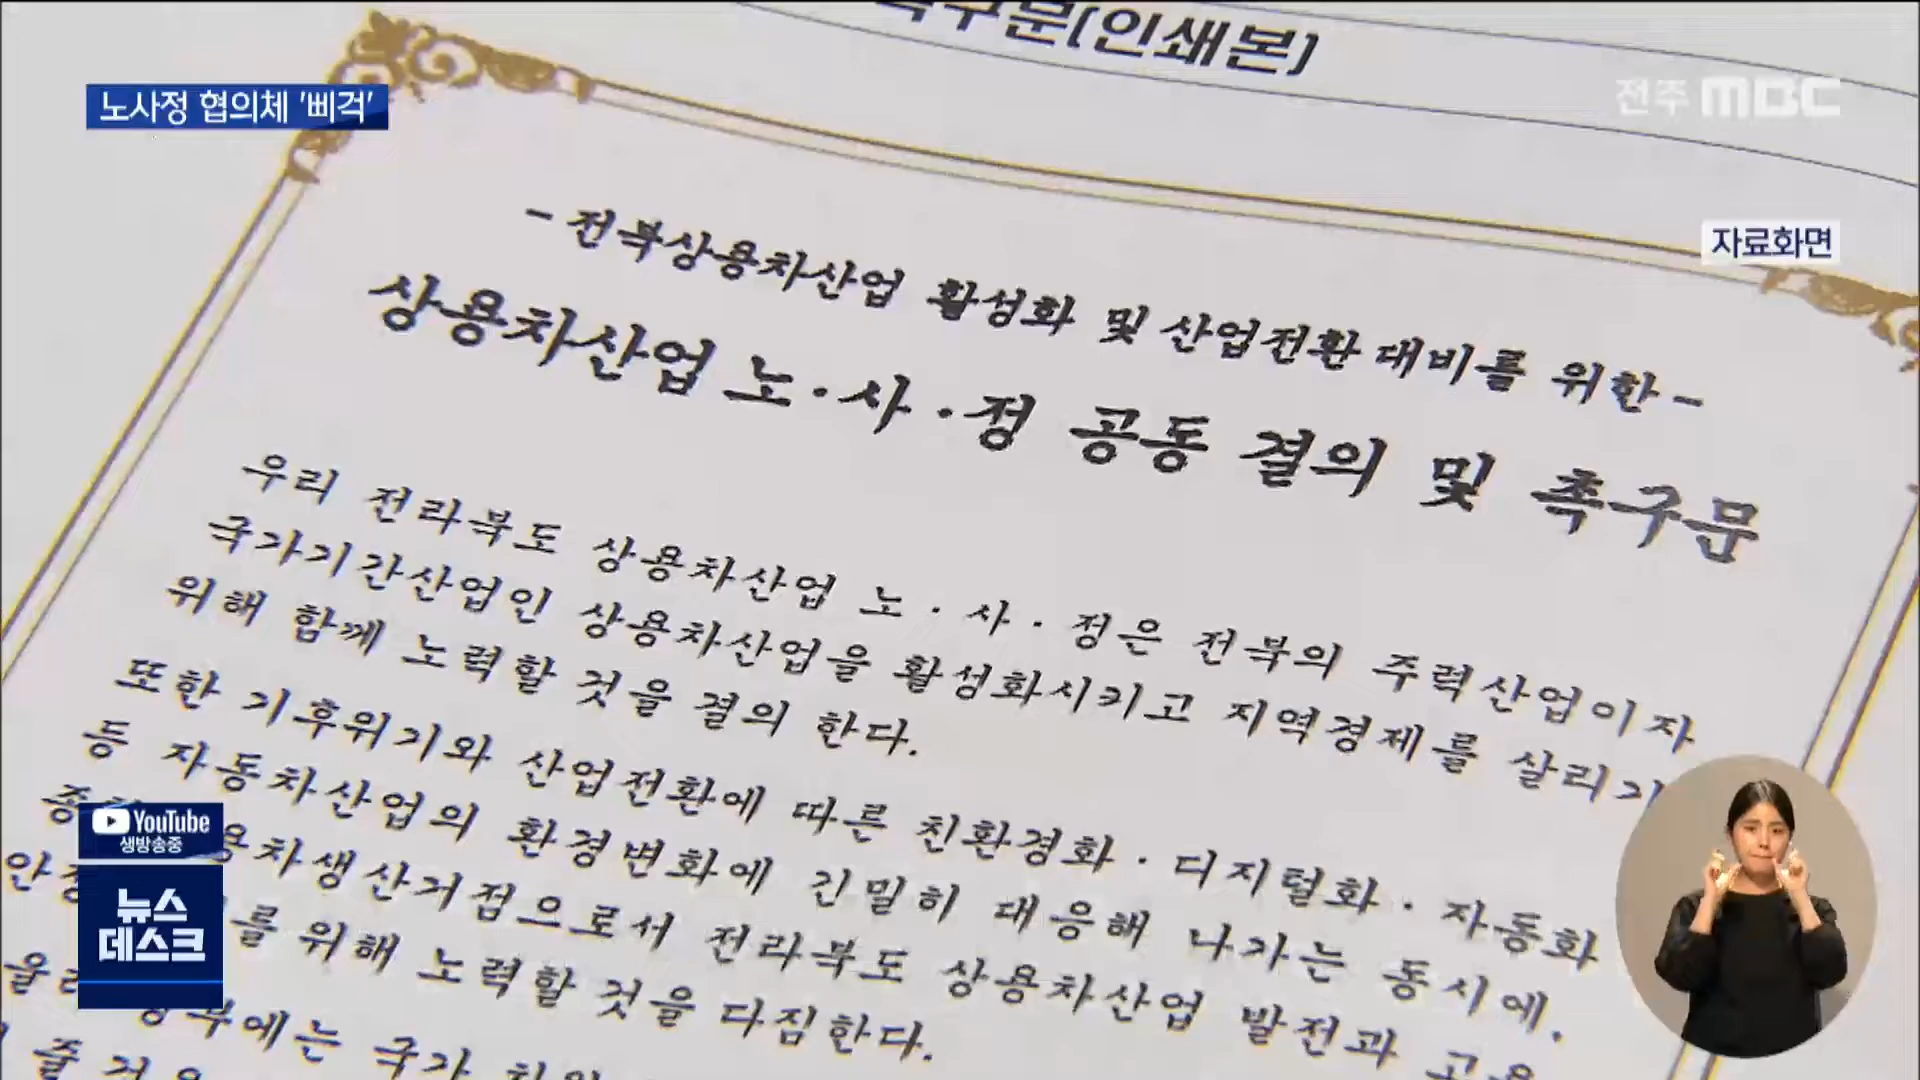 촉구문[인쇄본]
노사정 협의체 '삐걱'
전주 MBC
자료화면
- 전북상용차산업 활성화 및 산업전환 대비를 위한 -
상용차산업 노·사·정 공동 결의 및 촉구문
우리 전라북도 상용차산업 노·사·정은 전북의 주력산업이자
국가기간산업인 상용차산업을 활성화시키고 지역경제를 살리기
위해 함께 노력할 것을 결의 한다.
또한 기후위기와 산업전환에 따른 친환경화·디지털화·자동화
등 자동차산업의 환경변화에 긴밀히 대응해 나가는 동시에,
차생산거점으로서 전라북도 상용차산업 발전과
를 위해 노력할 것을 다짐한다.
정부에는 국가
줄 것을
YouTube
생방송중
뉴스
데스크